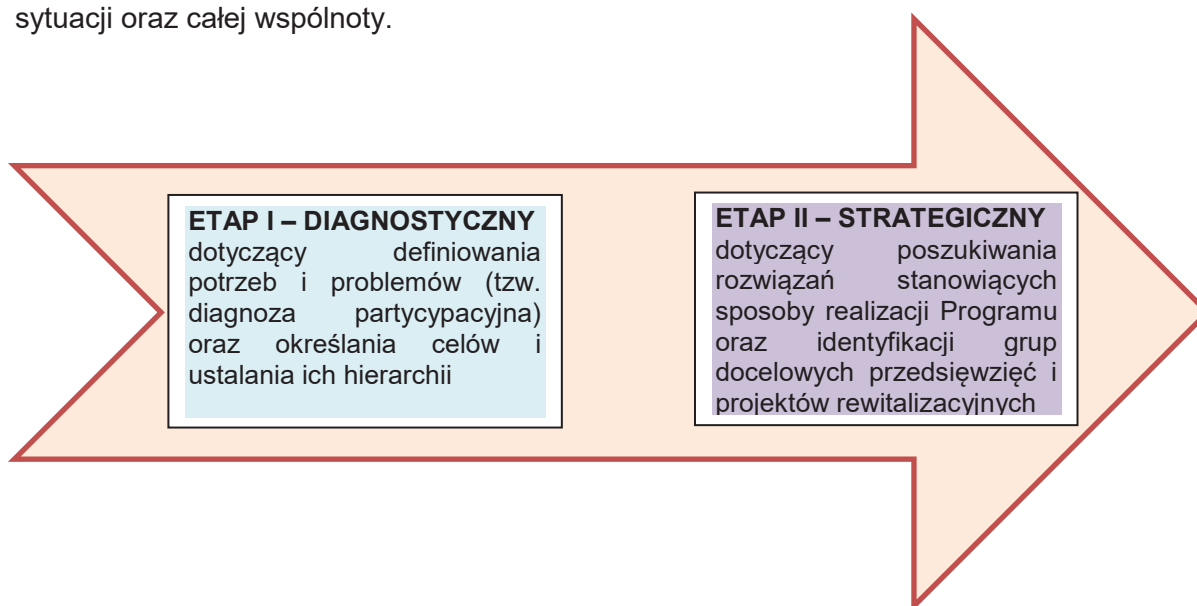 sytuacji oraz całej wspólnoty.
ETAP I – DIAGNOSTYCZNY
dotyczący definiowania
potrzeb i problemów (tzw.
diagnoza partycypacyjna)
oraz określania celów i
ustalania ich hierarchii
ETAP II – STRATEGICZNY
dotyczący poszukiwania
rozwiązań stanowiących
sposoby realizacji Programu
oraz identyfikacji grup
docelowych przedsięwzięć i
projektów rewitalizacyjnych